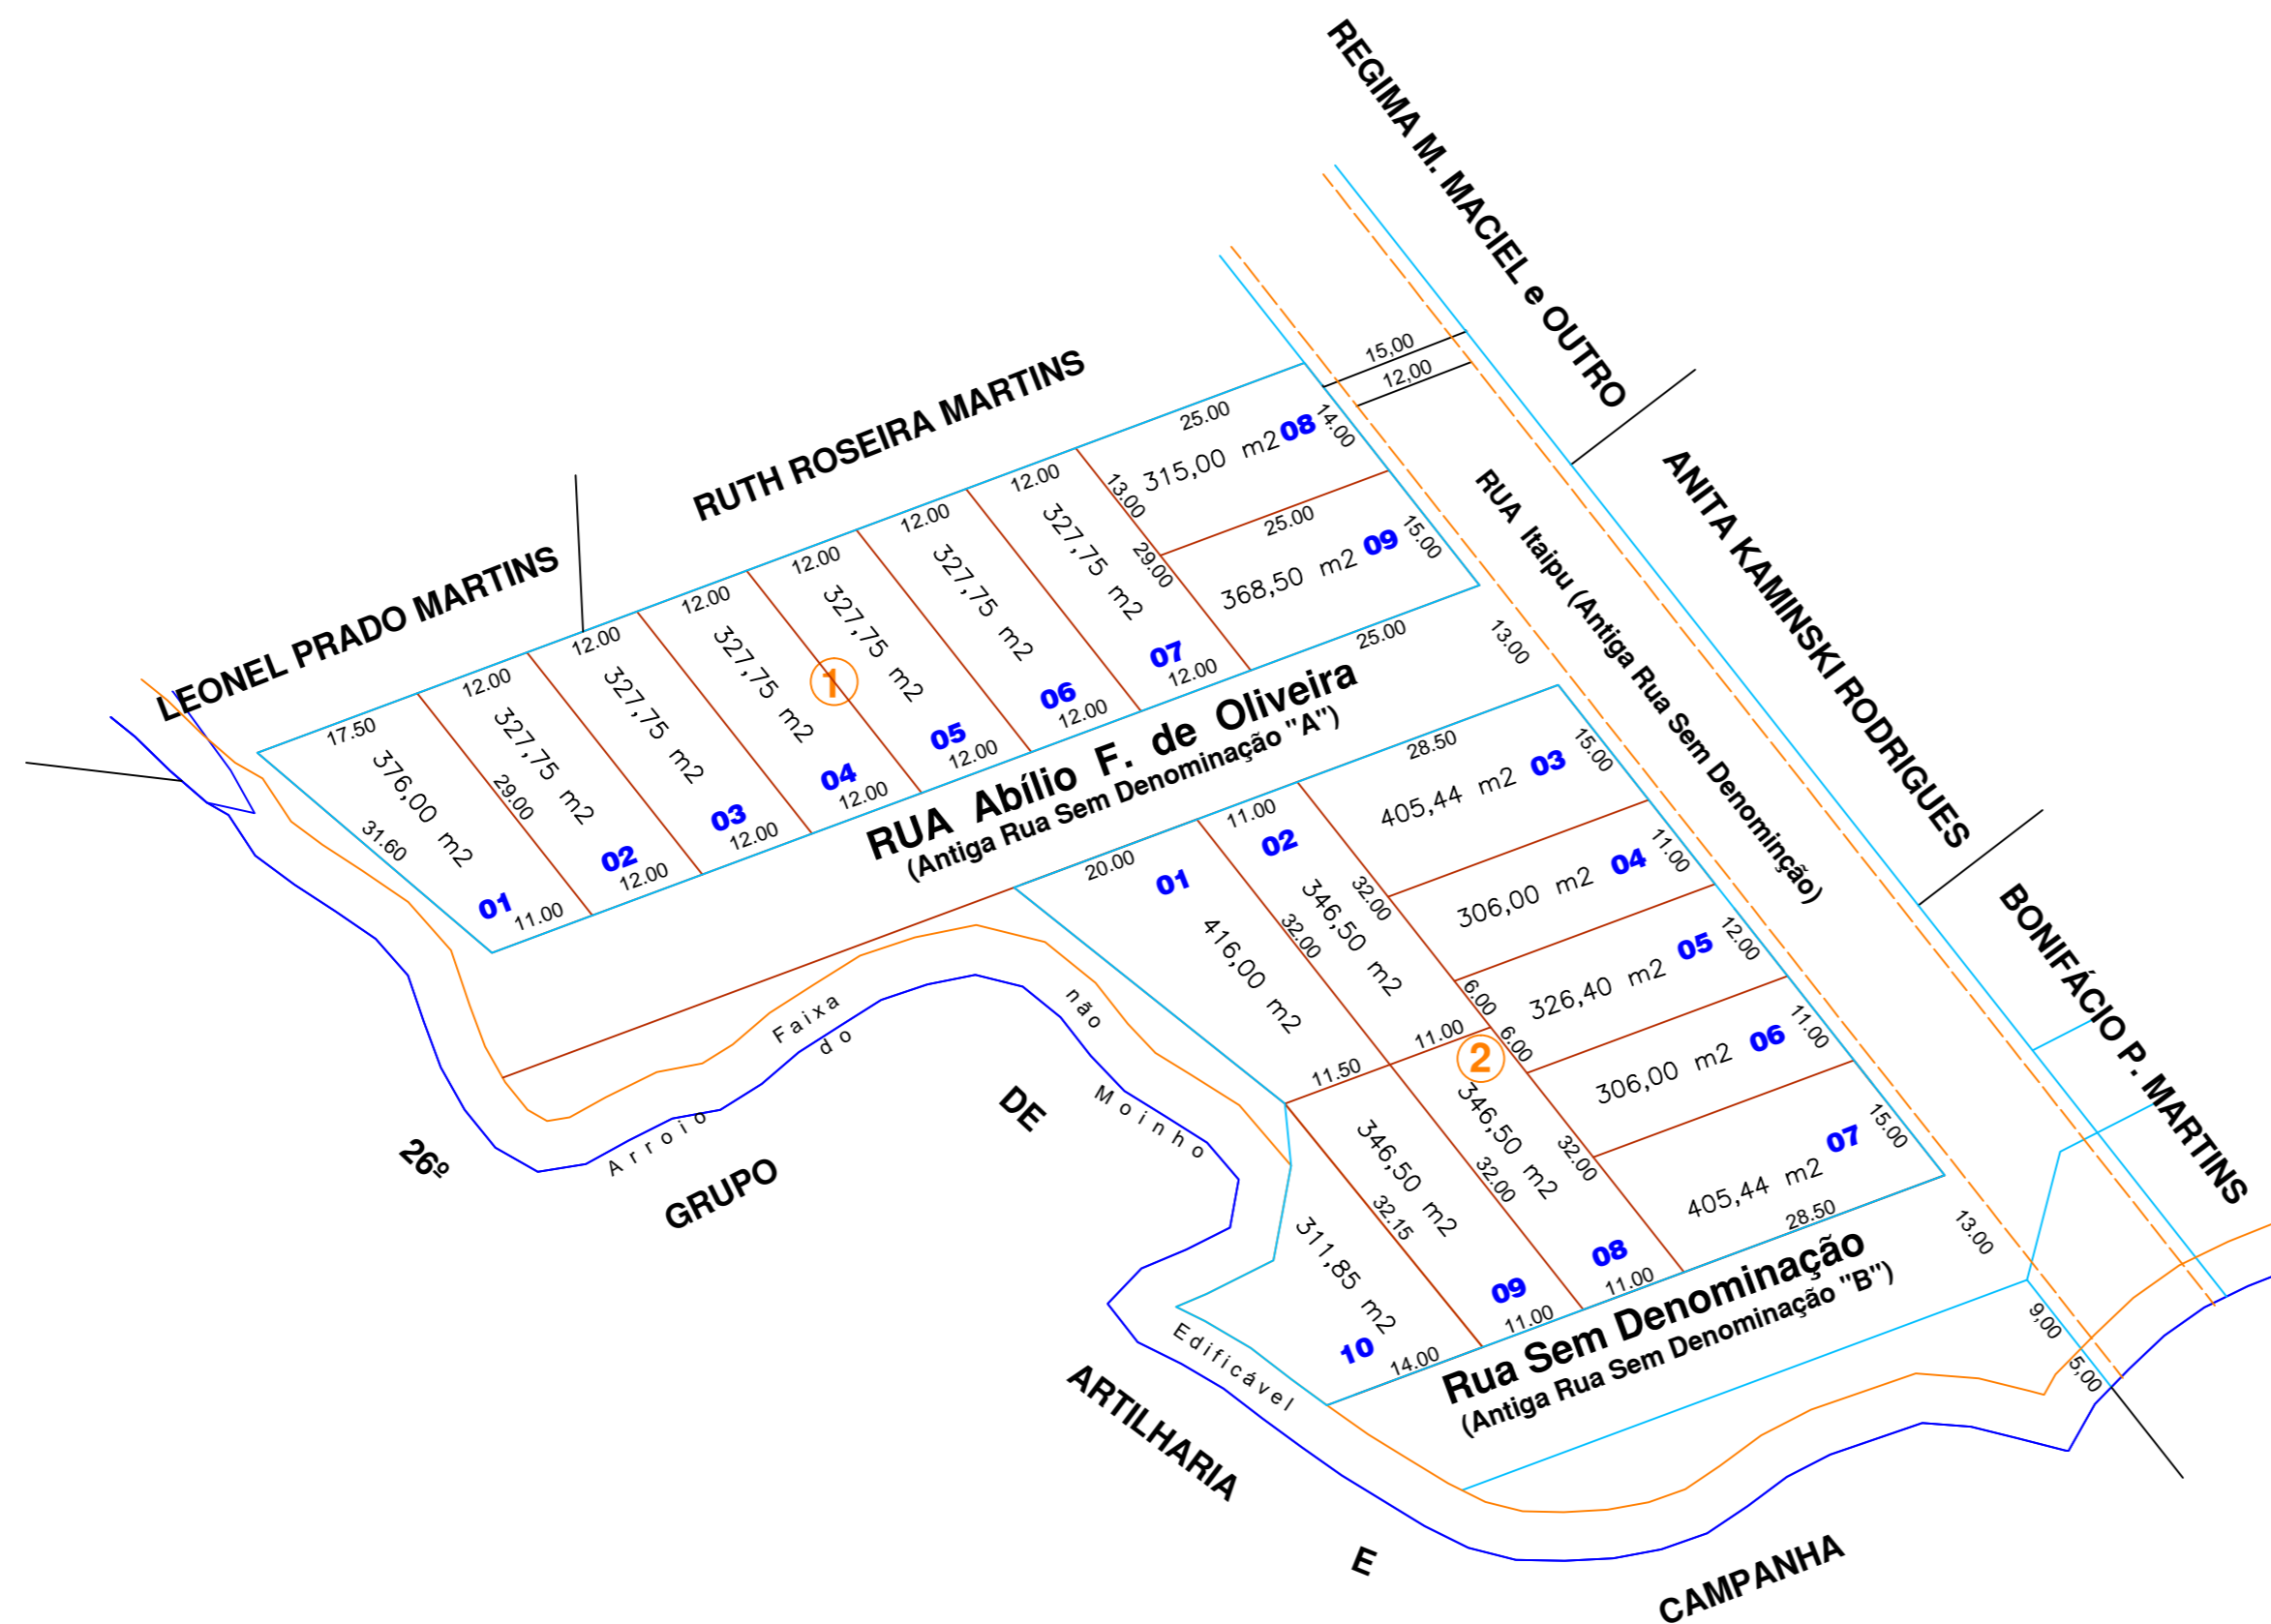 REGIMA M. MACIEL e OUTRO
ANITA KAMINSKI RODRIGUES
BONIFÁCIO P. MARTINS
RUTH ROSEIRA MARTINS
LEONEL PRADO MARTINS
15,00
12,00
RUA Itaipu (Antiga Rua Sem Denominção)
17.50
376,00 m2
31.60
01
11.00
12.00
327,75 m2
29.00
02
12.00
12.00
327,75 m2
03
12.00
12.00
327,75 m2
04
12.00
1
12.00
327,75 m2
05
12.00
12.00
327,75 m2
06
12.00
12.00
327,75 m2
07
12.00
25.00
315,00 m2
08
14.00
13.00
29.00
25.00
368,50 m2
09
15.00
25.00
13.00
RUA Abílio F. de Oliveira
(Antiga Rua Sem Denominação "A")
20.00
01
416,00 m2
32.00
11.50
11.00
02
346,50 m2
32.00
11.00
28.50
405,44 m2
03
15.00
306,00 m2
04
11.00
6.00
326,40 m2
05
12.00
6.00
2
306,00 m2
06
11.00
405,44 m2
07
15.00
28.50
346,50 m2
32.00
08
11.00
32.00
346,50 m2
32.15
09
11.00
311,85 m2
10
14.00
13.00
9,00
5,00
Rua Sem Denominação
(Antiga Rua Sem Denominação "B")
Faixa
não
Edificável
Arroio
do
Moinho
26º
GRUPO
DE
ARTILHARIA
E
CAMPANHA